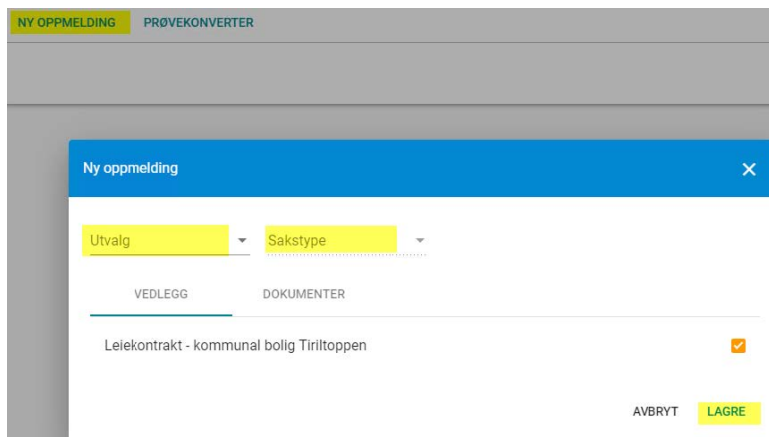 NY OPPMELDING PRØVEKONVERTER
Ny oppmelding
Utvalg Sakstype
VEDLEGG DOKUMENTER
Leiekontrakt - kommunal bolig Tiriltoppen
AVBRYT LAGRE